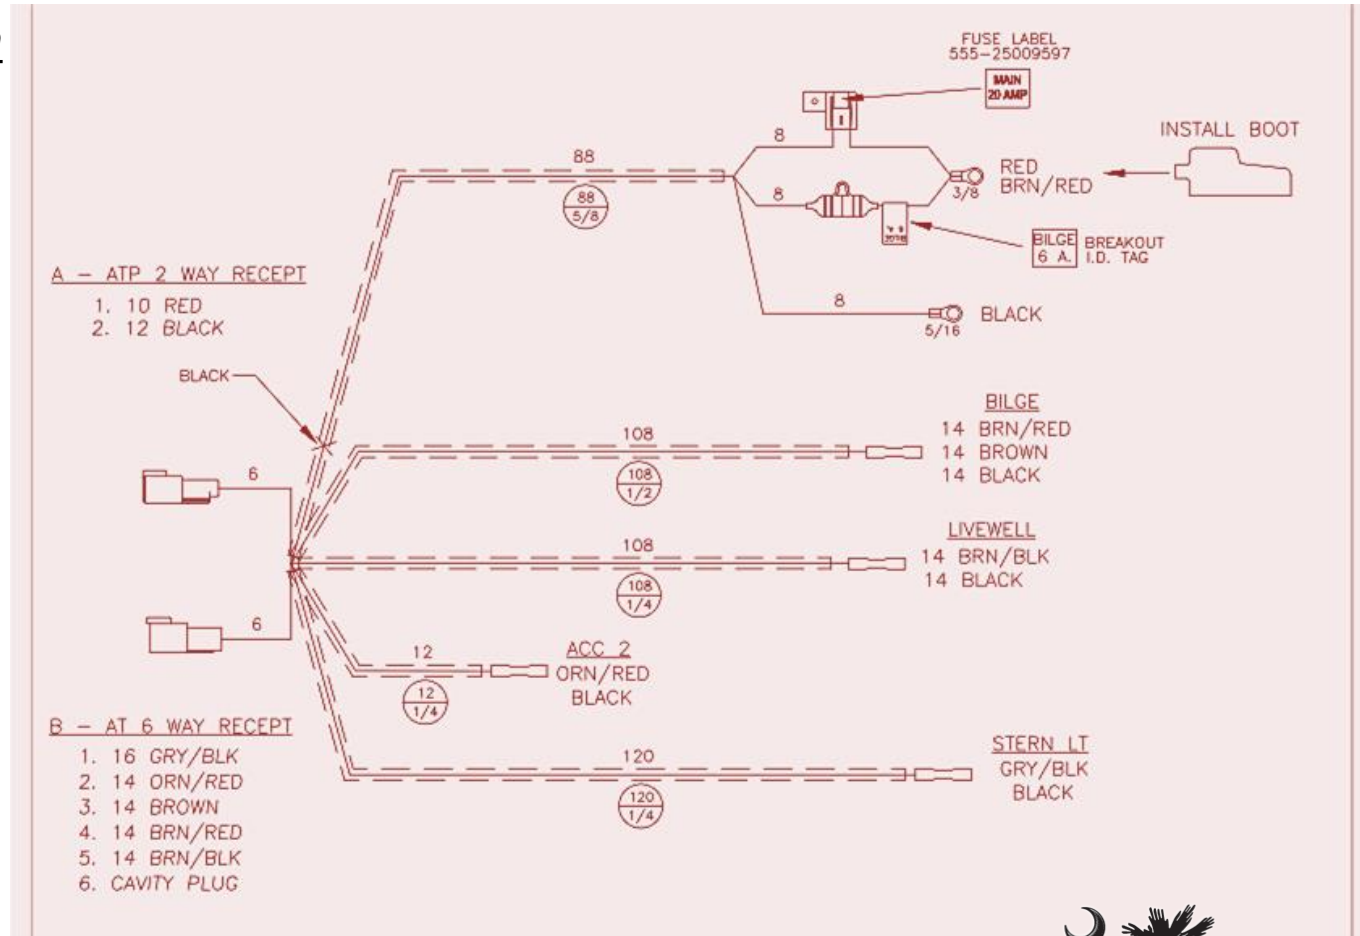 FUSE LABEL
555-25009597
MAIN
20 AMP
INSTALL BOOT
8
RED
BRN/RED
3/8
88
88
5/8
8
BILGE
6 A.
BREAKOUT
I.D. TAG
A - ATP 2 WAY RECEPT
1. 10 RED
2. 12 BLACK
8
BLACK
5/16
BLACK
BILGE
14 BRN/RED
14 BROWN
14 BLACK
108
108
1/2
6
LIVEWELL
14 BRN/BLK
14 BLACK
108
108
1/4
6
ACC 2
ORN/RED
BLACK
12
12
1/4
B - AT 6 WAY RECEPT
1. 16 GRY/BLK
2. 14 ORN/RED
3. 14 BROWN
4. 14 BRN/RED
5. 14 BRN/BLK
6. CAVITY PLUG
STERN LT
GRY/BLK
BLACK
120
120
1/4